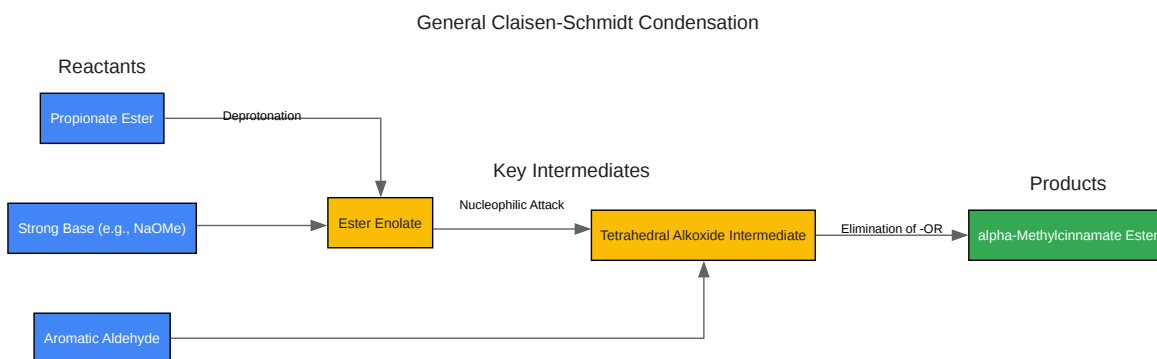 General Claisen-Schmidt Condensation
Reactants
Propionate Ester
Deprotonation
Key Intermediates
Products
Strong Base (e.g., NaOMe)
Ester Enolate
Nucleophilic Attack
Tetrahedral Alkoxide Intermediate
Elimination of -OR
alpha-Methylcinnamate Ester
Aromatic Aldehyde